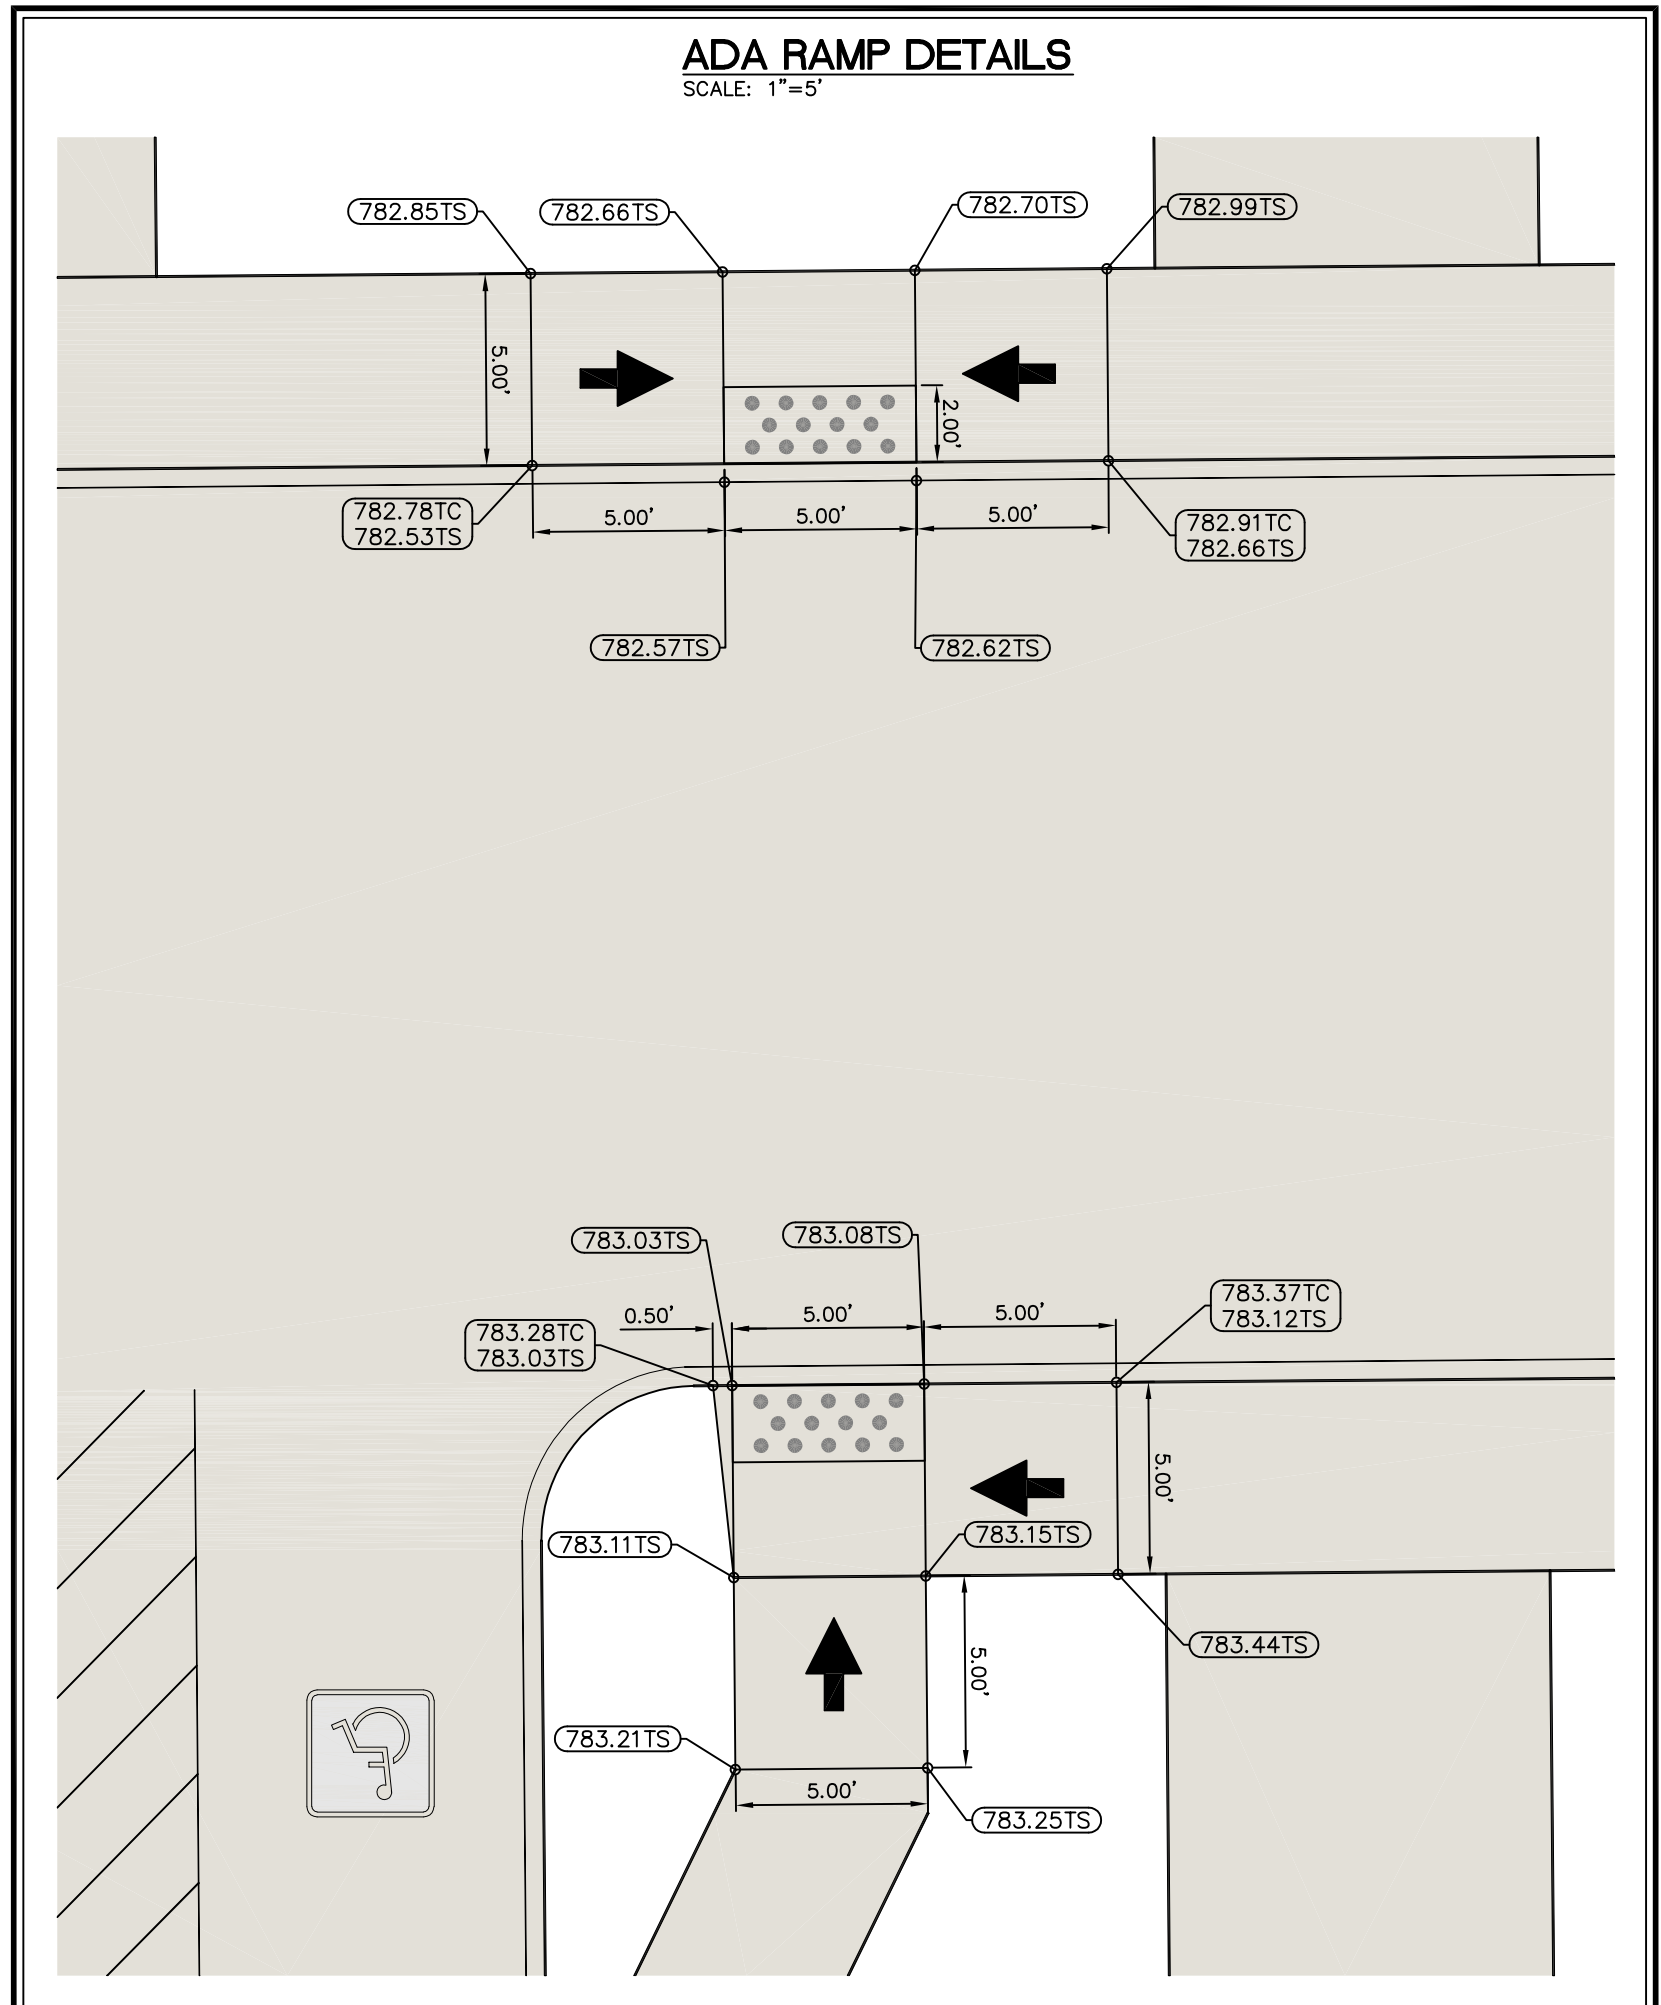 ADA RAMP DETAILS
SCALE: 1"=5'
782.85TS
782.66TS
782.70TS
782.99TS
5.00'
2.00'
782.78TC
782.53TS
5.00'
5.00'
5.00'
782.91TC
782.66TS
782.57TS
782.62TS
783.03TS
783.08TS
783.28TC
783.03TS
0.50'
5.00'
5.00'
783.37TC
783.12TS
5.00'
783.11TS
783.15TS
783.44TS
5.00'
783.21TS
5.00'
783.25TS